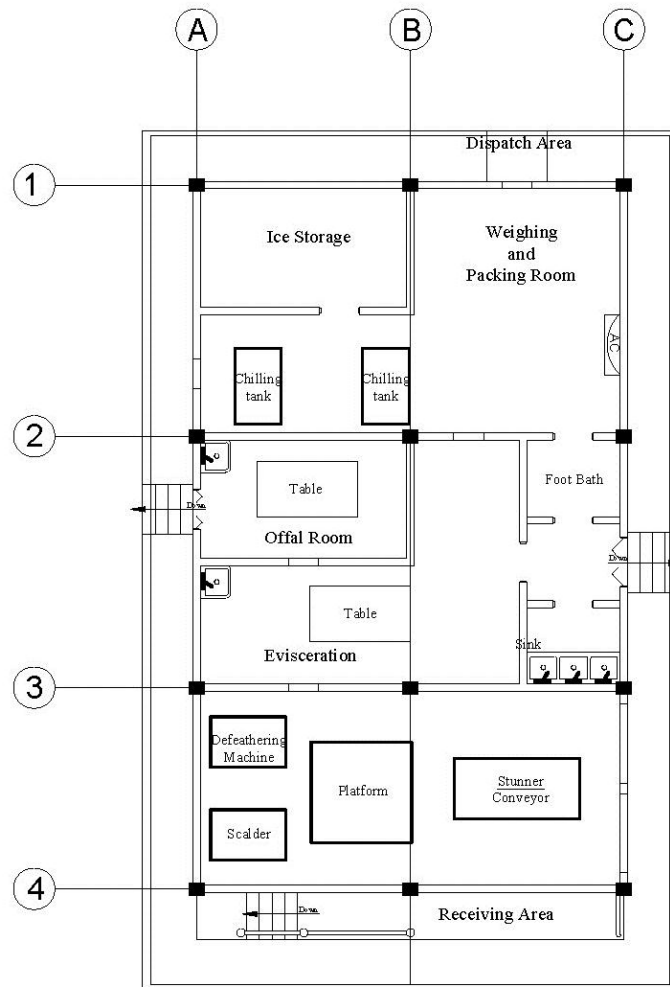 A
B
C
Dispatch Area
1
Ice Storage
Weighing
and
Packing Room
AC
Chilling
tank
Chilling
tank
2
Table
Foot Bath
Down
Offal Room
Down
Table
Sink
Evisceration
3
Defeathering
Machine
Platform
Stunner
Conveyor
Scalder
4
Down
Receiving Area